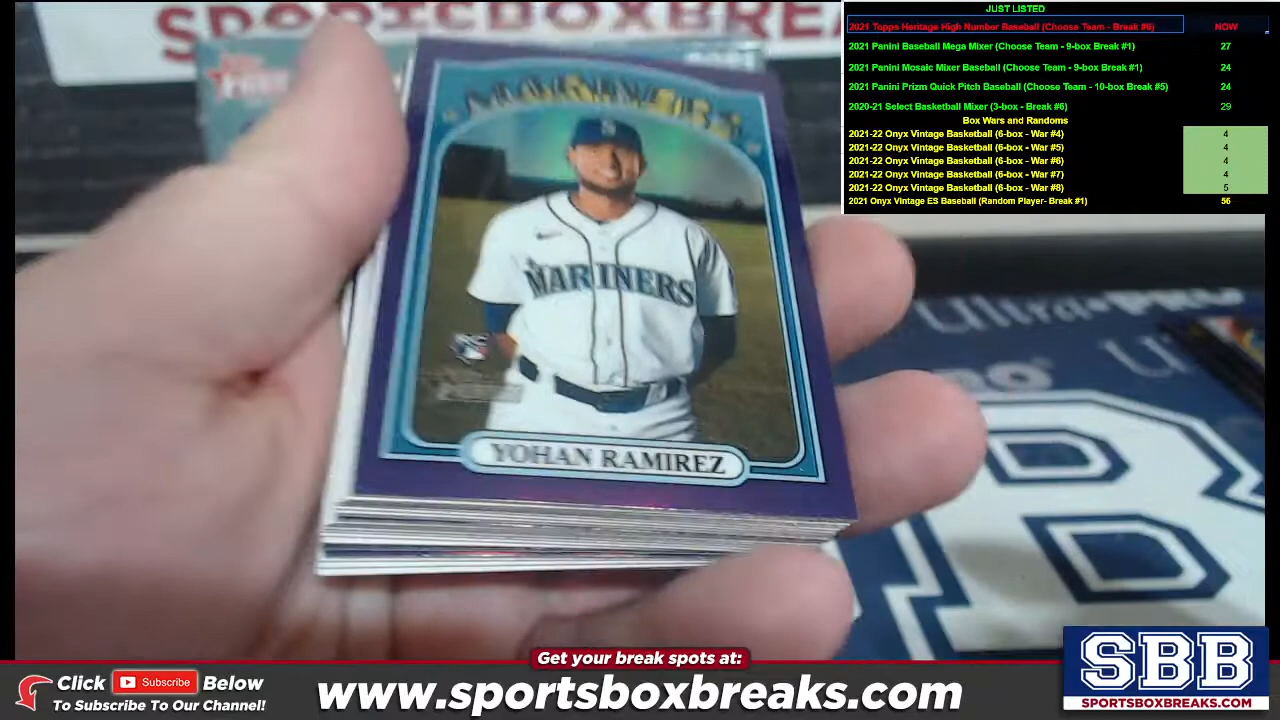 SPORTSBOXBREAKS
JUST LISTED
2021 Topps Heritage High Number Baseball (Choose Team - Break #6) NOW
2021 Panini Baseball Mega Mixer (Choose Team - 9-box Break #1) 27
2021 Panini Mosaic Mixer Baseball (Choose Team - 9-box Break #1) 24
2021 Panini Prizm Quick Pitch Baseball (Choose Team - 10-box Break #5) 24
2020-21 Select Basketball Mixer (3-box - Break #6) 29
Box Wars and Randoms
2021-22 Onyx Vintage Basketball (6-box - War #4) 4
2021-22 Onyx Vintage Basketball (6-box - War #5) 4
2021-22 Onyx Vintage Basketball (6-box - War #6) 4
2021-22 Onyx Vintage Basketball (6-box - War #7) 4
2021-22 Onyx Vintage Basketball (6-box - War #8) 5
2021 Onyx Vintage ES Baseball (Random Player- Break #1) 56
MARINERS
MARINERS
YOHAN RAMIREZ
Ultra PRO
B
Get your break spots at:
Click Subscribe Below
To Subscribe To Our Channel!
www.sportsboxbreaks.com
SBB
SPORTSBOXBREAKS.COM